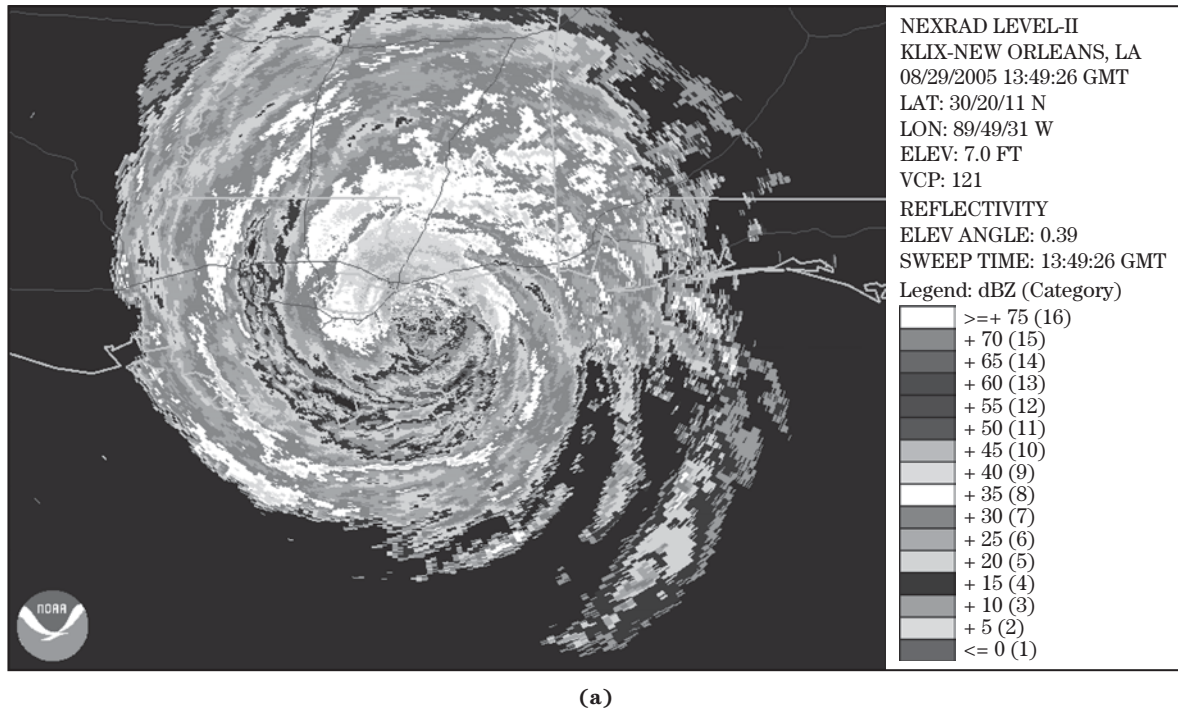 NEXRAD LEVEL-II
KLIX-NEW ORLEANS, LA
08/29/2005 13:49:26 GMT
LAT: 30/20/11 N
LON: 89/49/31 W
ELEV: 7.0 FT
VCP: 121
REFLECTIVITY
ELEV ANGLE: 0.39
SWEEP TIME: 13:49:26 GMT
Legend: dBZ (Category)
>=+ 75 (16)
+ 70 (15)
+ 65 (14)
+ 60 (13)
+ 55 (12)
+ 50 (11)
+ 45 (10)
+ 40 (9)
+ 35 (8)
+ 30 (7)
+ 25 (6)
+ 20 (5)
+ 15 (4)
+ 10 (3)
+ 5 (2)
<= 0 (1)
NOAA
(a)